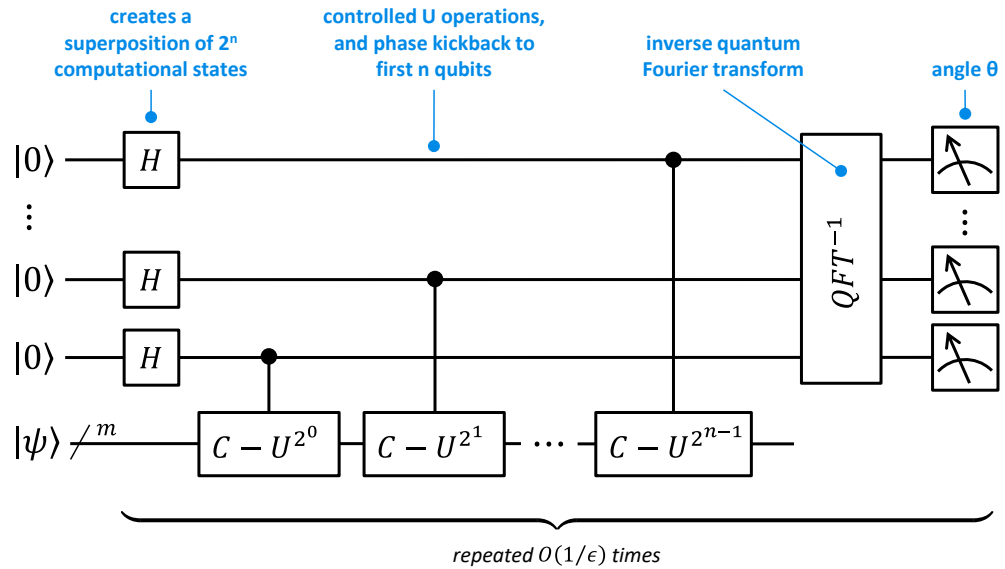 creates a
superposition of 2ⁿ
computational states
controlled U operations,
and phase kickback to
first n qubits
inverse quantum
Fourier transform
angle θ
|0⟩
H
⋮
|0⟩
H
|0⟩
H
QFT⁻¹
⋯
|ψ⟩
m
C − U^{2^0}
C − U^{2^1}
⋯
C − U^{2^{n−1}}
repeated O(1/ϵ) times